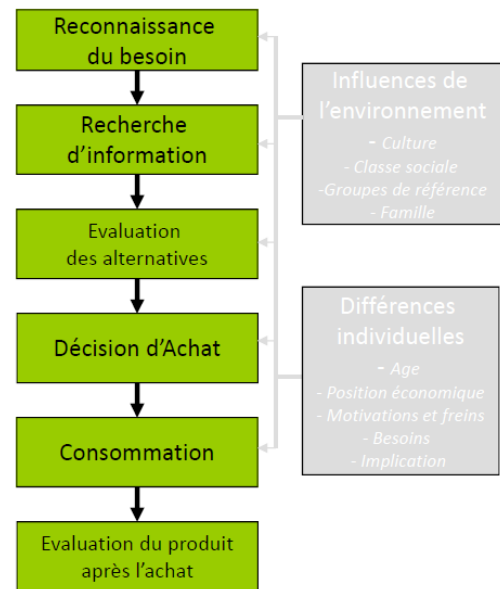 Reconnaissance
du besoin
Recherche
d'information
Evaluation
des alternatives
Décision d'Achat
Consommation
Evaluation du produit
après l'achat
Influences de
l'environnement
- Culture
- Classe sociale
-Groupes de référence
- Famille
Différences
individuelles
- Age
- Position économique
- Motivations et freins
- Besoins
- Implication